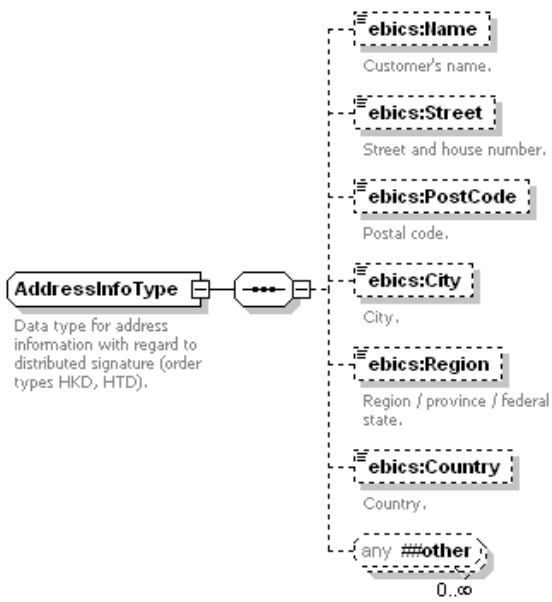 ebics:Name
Customer's name.
ebics:Street
Street and house number.
ebics:PostCode
Postal code.
AddressInfoType
Data type for address
information with regard to
distributed signature (order
types HKD, HTD).
ebics:City
City.
ebics:Region
Region / province / federal
state.
ebics:Country
Country.
any ##other
0..∞